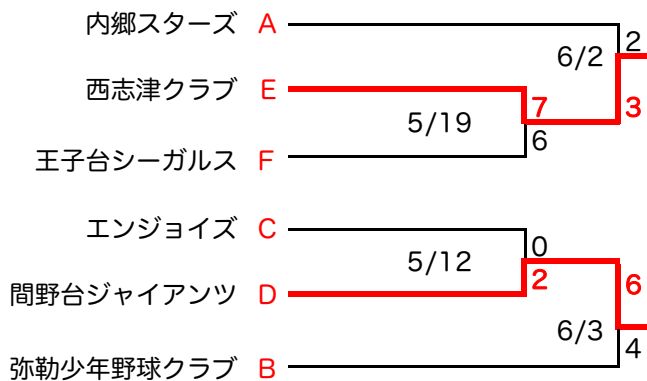 内郷スターズ A
2
6/2
西志津クラブ E
7
3
5/19
6
王子台シーガルス F
エンジョイズ C
0
5/12
2
6
間野台ジャイアンツ D
6/3
4
弥勒少年野球クラブ B